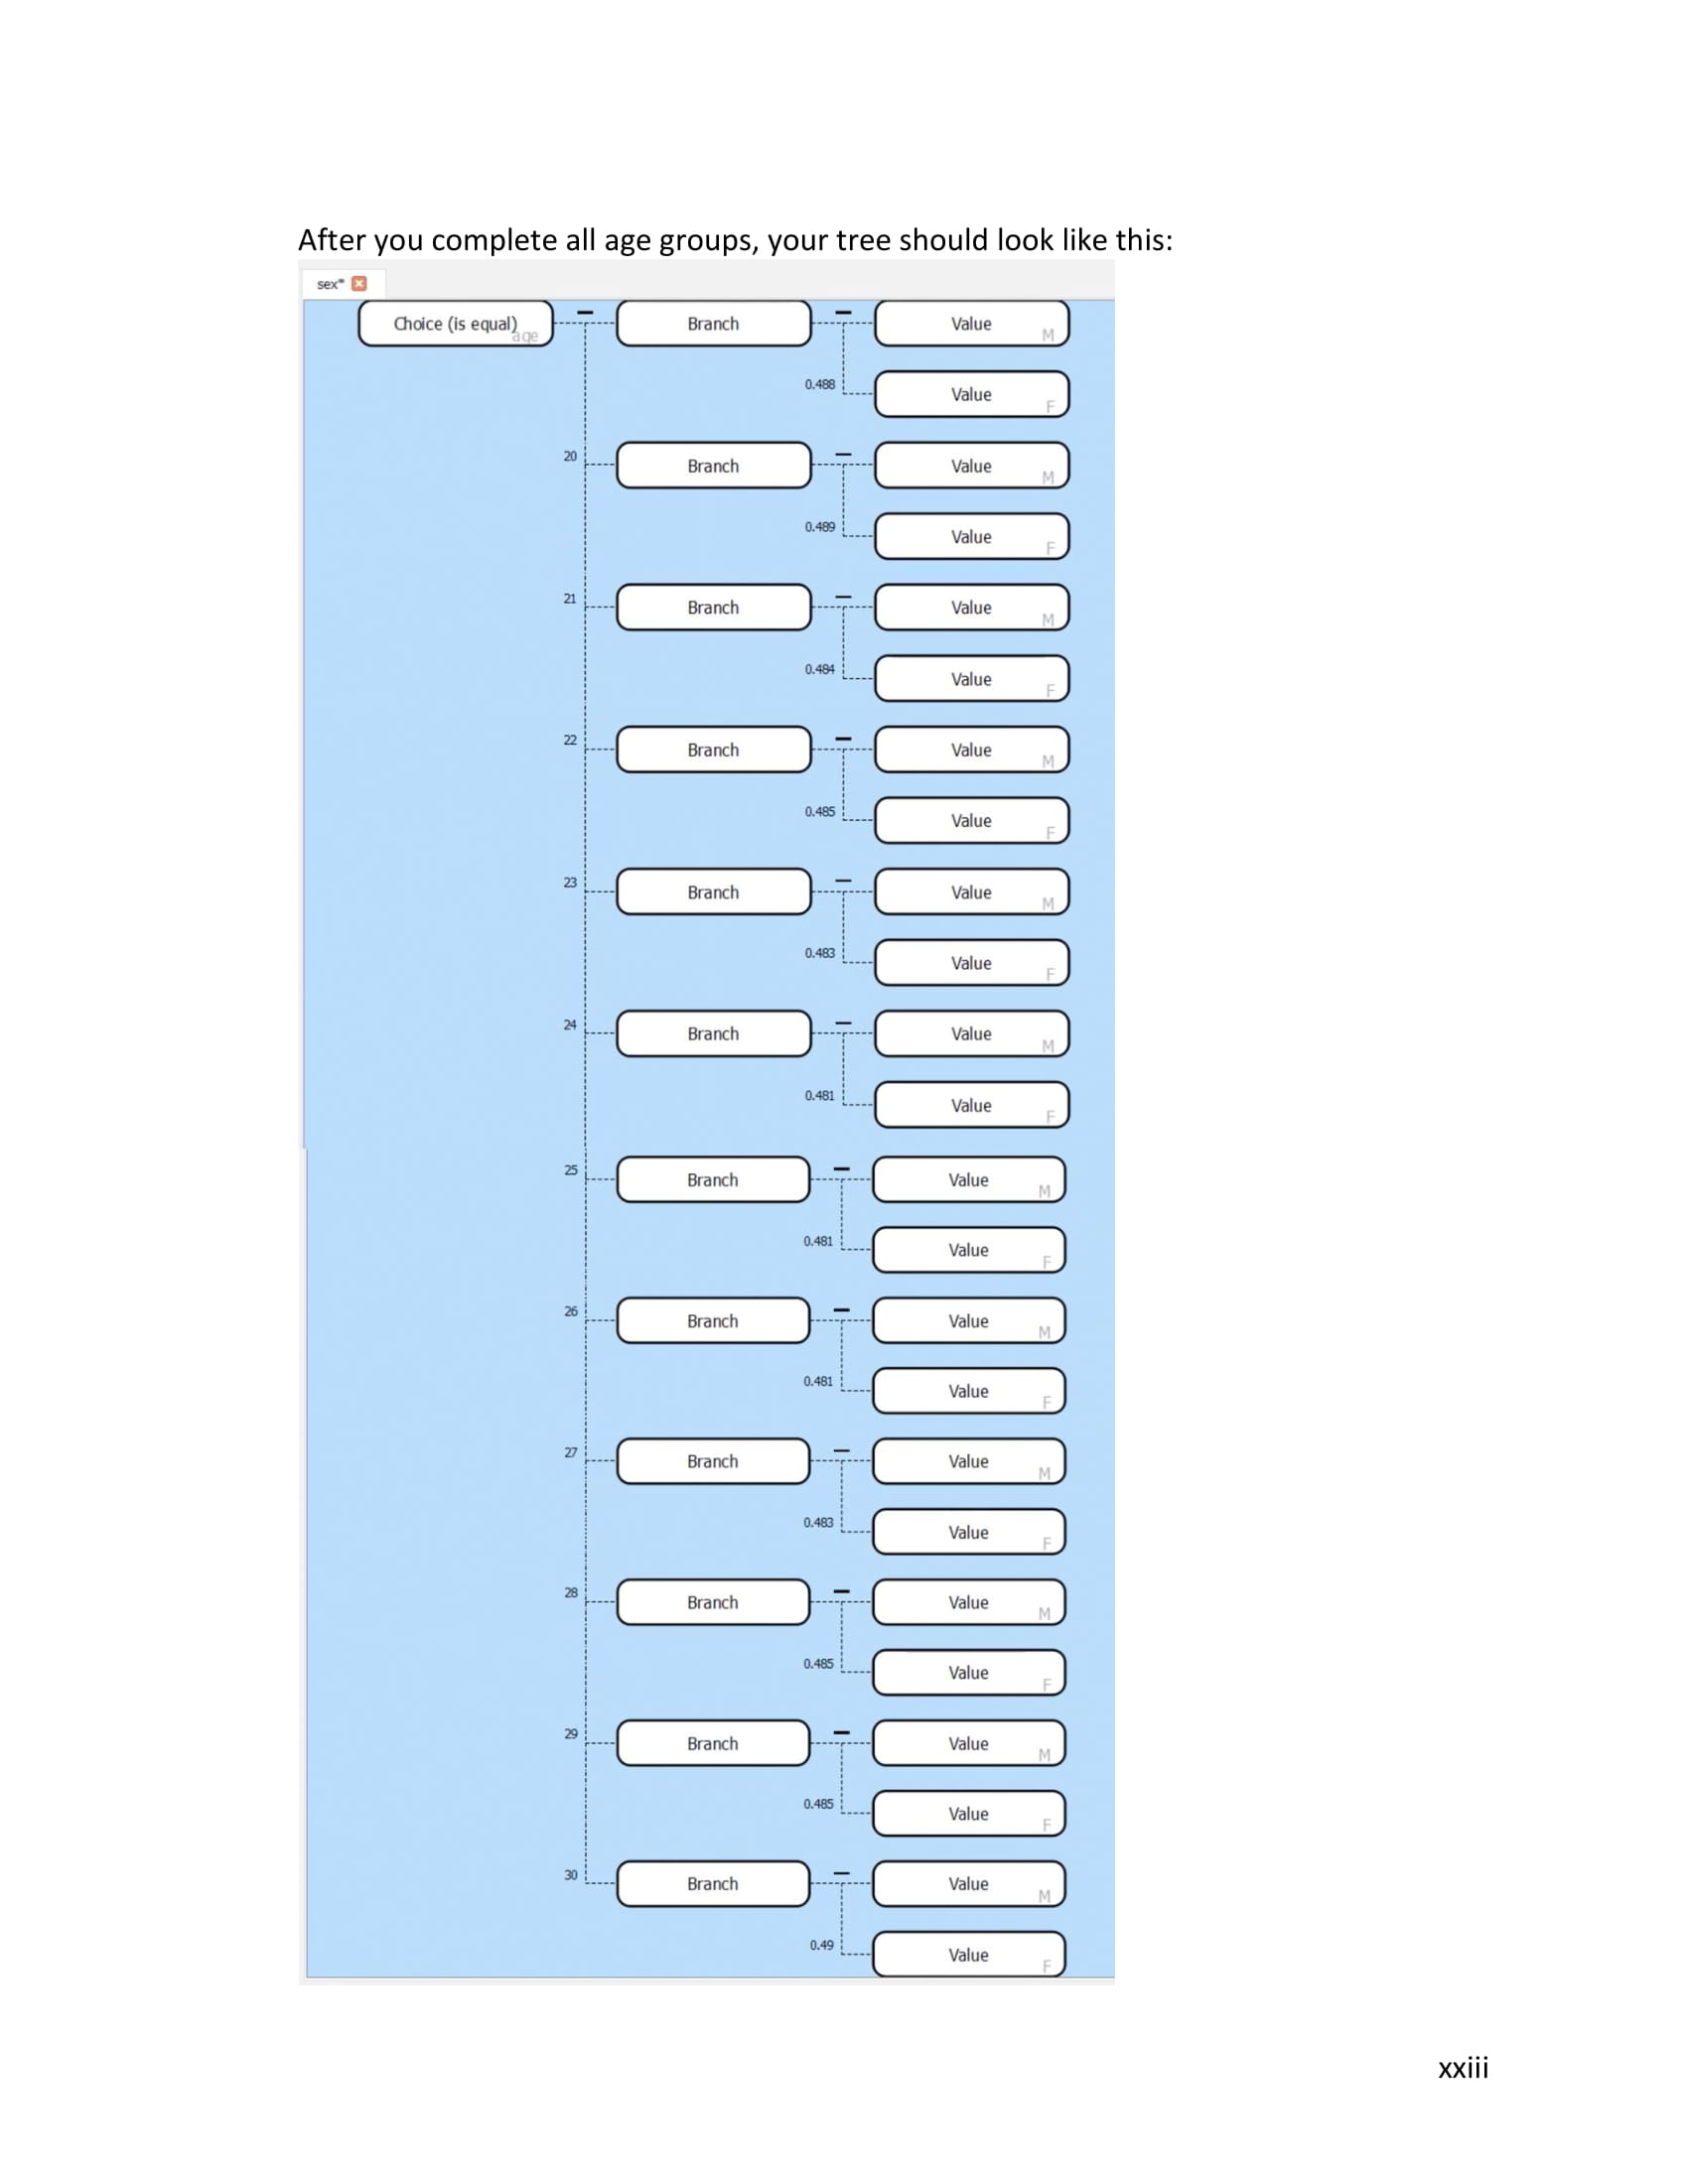 After you complete all age groups, your tree should look like this:
sex*
Choice (is equal) age Branch Value M
0.488 Value F
20 Branch Value M
0.489 Value F
21 Branch Value M
0.484 Value F
22 Branch Value M
0.485 Value F
23 Branch Value M
0.483 Value F
24 Branch Value M
0.481 Value F
25 Branch Value M
0.481 Value F
26 Branch Value M
0.481 Value F
27 Branch Value M
0.483 Value F
28 Branch Value M
0.485 Value F
29 Branch Value M
0.485 Value F
30 Branch Value M
0.49 Value F
xxiii